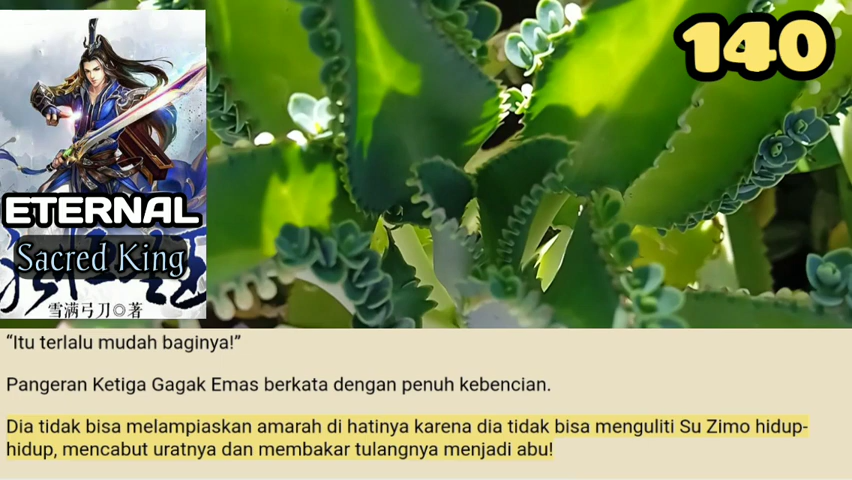 140
ETERNAL
Sacred King
雪满弓刀◎著
“Itu terlalu mudah baginya!”
Pangeran Ketiga Gagak Emas berkata dengan penuh kebencian.
Dia tidak bisa melampiaskan amarah di hatinya karena dia tidak bisa menguliti Su Zimo hidup-
hidup, mencabut uratnya dan membakar tulangnya menjadi abu!